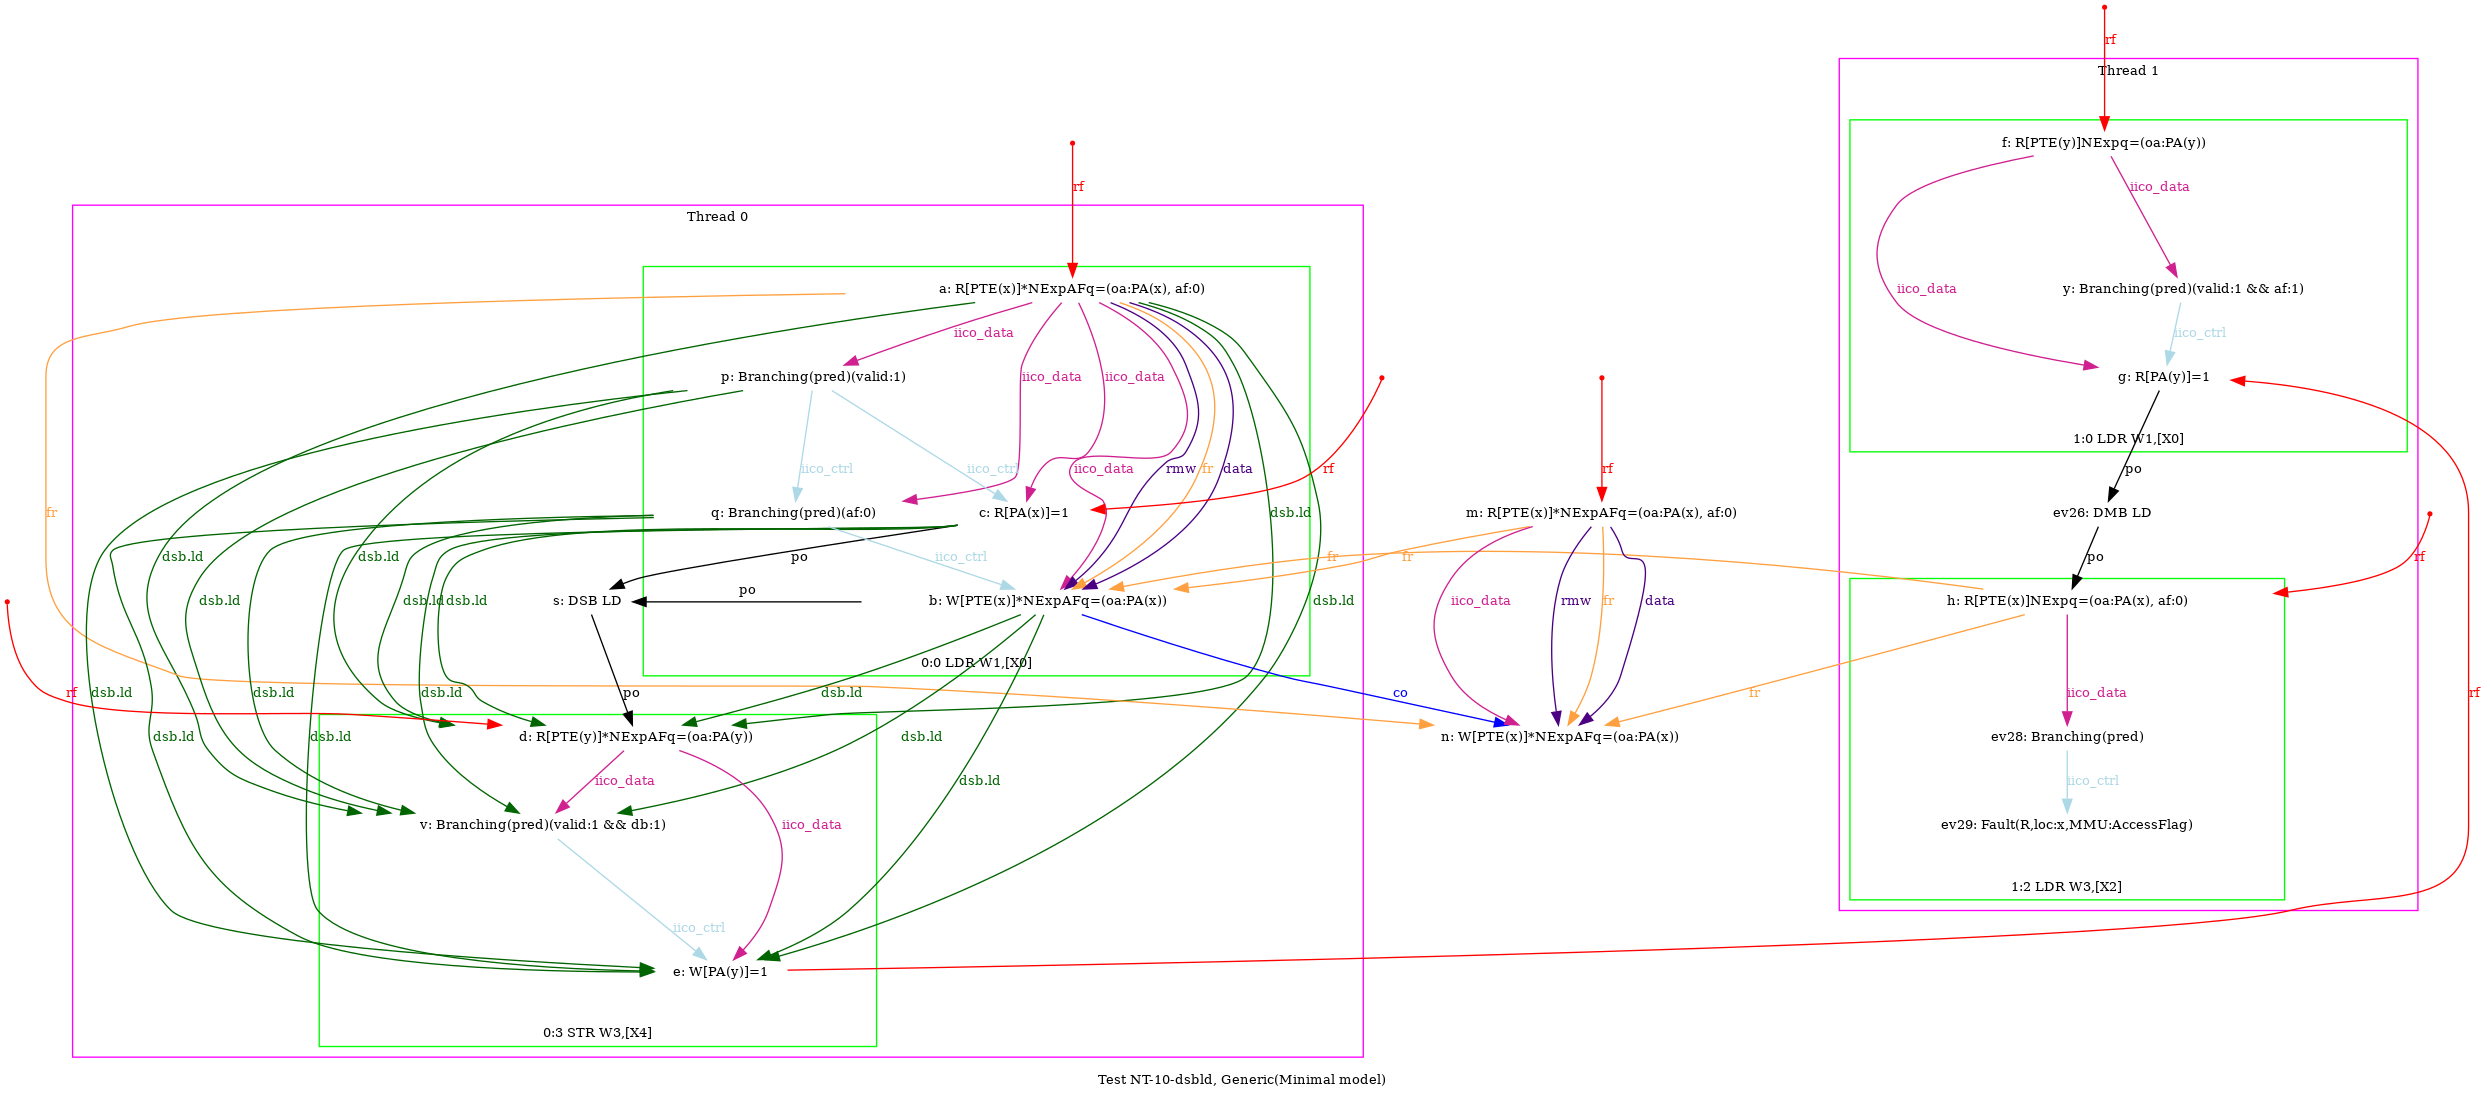 rf
Thread 1
f: R[PTE(y)]NExpq=(oa:PA(y))
rf
iico_data
Thread 0
a: R[PTE(x)]*NExpAFq=(oa:PA(x), af:0)
iico_data
y: Branching(pred)(valid:1 && af:1)
iico_data
iico_ctrl
p: Branching(pred)(valid:1)
iico_data
iico_data
g: R[PA(y)]=1
1:0 LDR W1,[X0]
iico_ctrl
iico_ctrl
iico_data
rmw
fr
data
rf
rf
po
fr
q: Branching(pred)(af:0)
c: R[PA(x)]=1
dsb.ld
m: R[PTE(x)]*NExpAFq=(oa:PA(x), af:0)
ev26: DMB LD
dsb.ld
dsb.ld
po
iico_ctrl
fr
fr
po
rf
dsb.ld
dsb.ld
dsb.ld
s: DSB LD
po
b: W[PTE(x)]*NExpAFq=(oa:PA(x))
dsb.ld
iico_data
rmw
fr
data
h: R[PTE(x)]NExpq=(oa:PA(x), af:0)
0:0 LDR W1,[X0]
rf
dsb.ld
dsb.ld
dsb.ld
po
dsb.ld
co
fr
iico_data
rf
dsb.ld
dsb.ld
d: R[PTE(y)]*NExpAFq=(oa:PA(y))
dsb.ld
n: W[PTE(x)]*NExpAFq=(oa:PA(x))
ev28: Branching(pred)
iico_data
dsb.ld
iico_ctrl
v: Branching(pred)(valid:1 && db:1)
iico_data
ev29: Fault(R,loc:x,MMU:AccessFlag)
1:2 LDR W3,[X2]
iico_ctrl
e: W[PA(y)]=1
0:3 STR W3,[X4]
Test NT-10-dsbld, Generic(Minimal model)